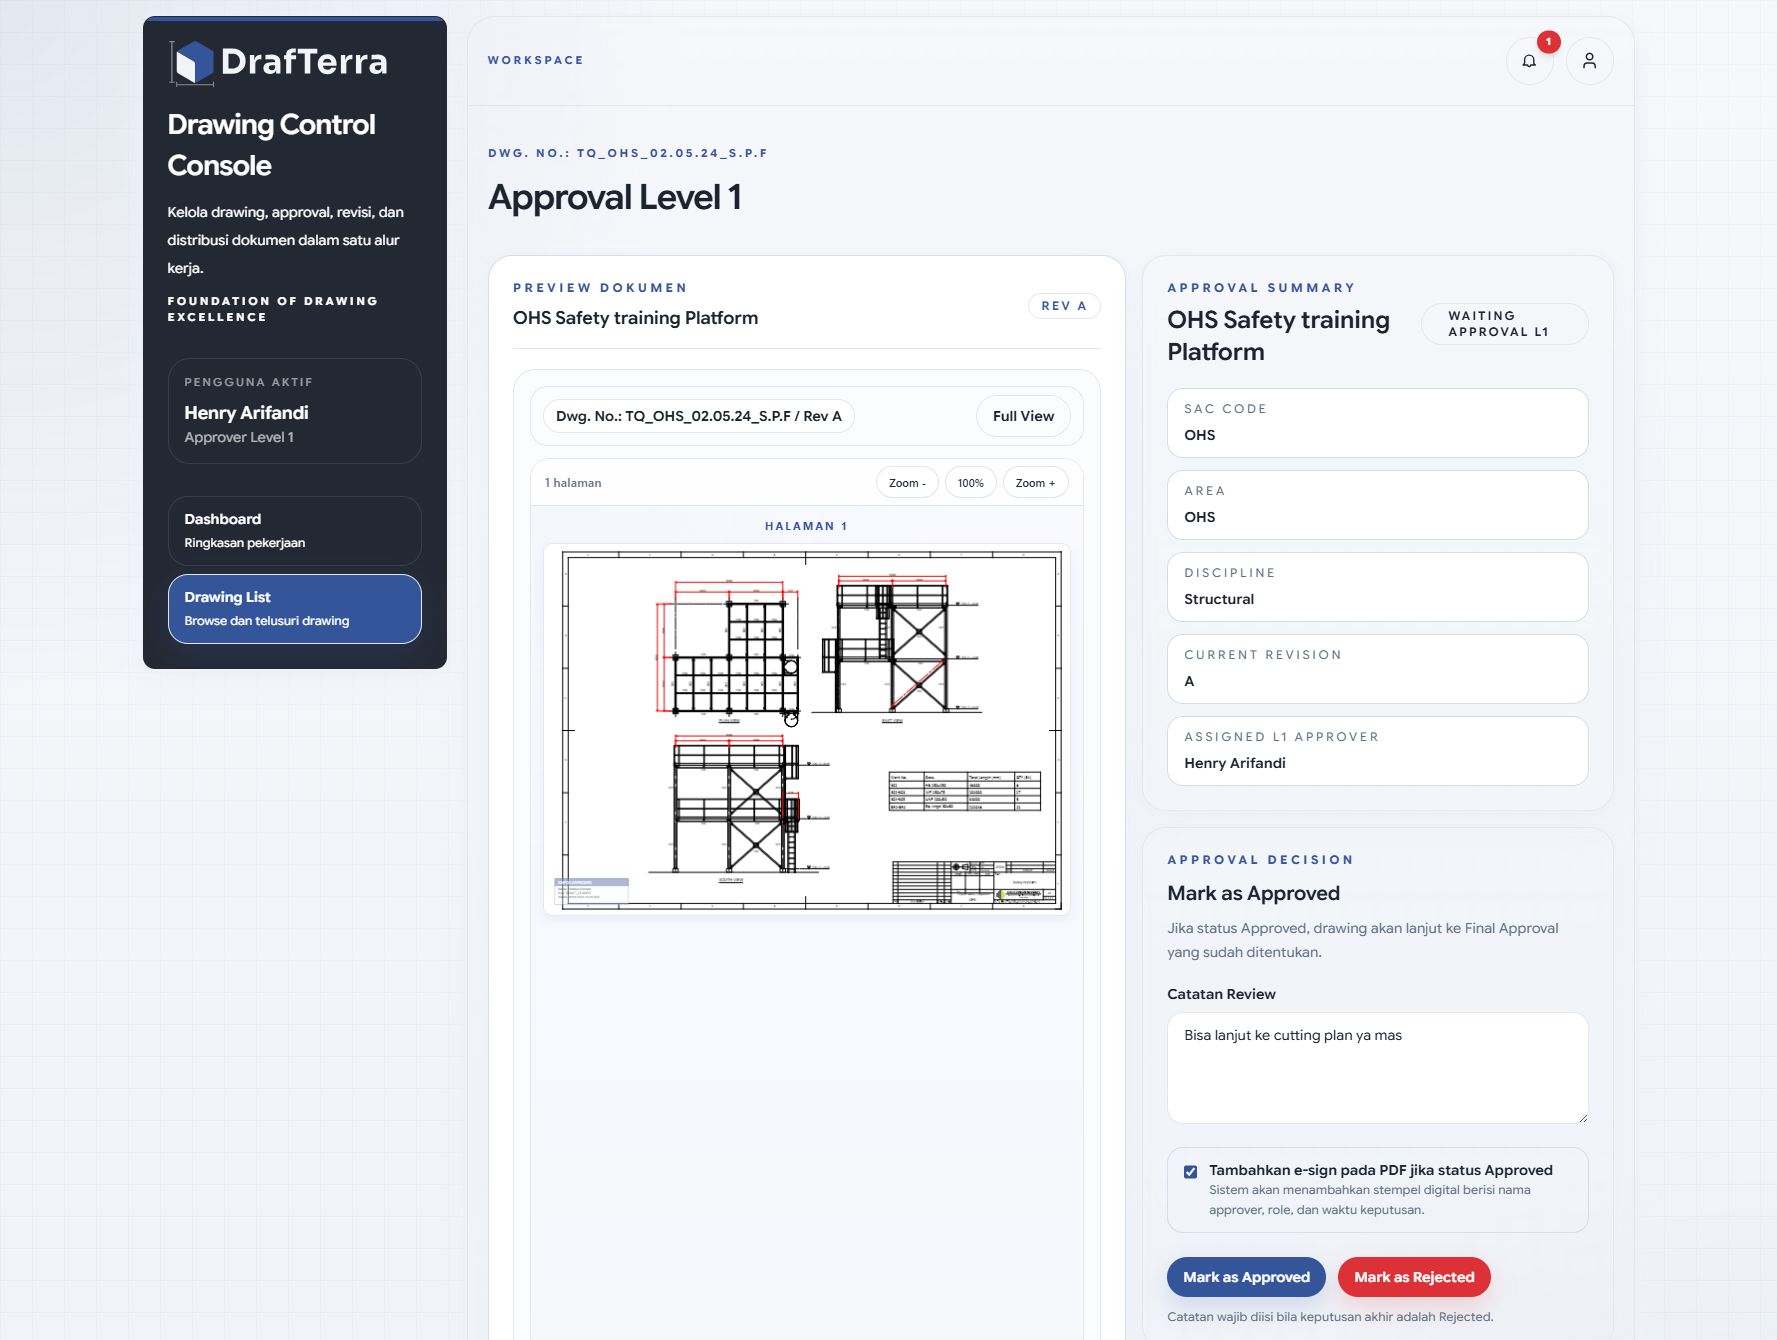 DrafTerra
Drawing Control
Console
Kelola drawing, approval, revisi, dan
distribusi dokumen dalam satu alur
kerja.
FOUNDATION OF DRAWING
EXCELLENCE
PENGGUNA AKTIF
Henry Arifandi
Approver Level 1
Dashboard
Ringkasan pekerjaan
Drawing List
Browse dan telusuri drawing
WORKSPACE
1
DWG. NO.: TQ_OHS_02.05.24_S.P.F
Approval Level 1
PREVIEW DOKUMEN
OHS Safety training Platform
REV A
Dwg. No.: TQ_OHS_02.05.24_S.P.F / Rev A
Full View
1 halaman
Zoom -
100%
Zoom +
HALAMAN 1
PLAN VIEW
SOUTH VIEW
APPROVAL SUMMARY
OHS Safety training
Platform
WAITING
APPROVAL L1
SAC CODE
OHS
AREA
OHS
DISCIPLINE
Structural
CURRENT REVISION
A
ASSIGNED L1 APPROVER
Henry Arifandi
APPROVAL DECISION
Mark as Approved
Jika status Approved, drawing akan lanjut ke Final Approval
yang sudah ditentukan.
Catatan Review
Bisa lanjut ke cutting plan ya mas
Tambahkan e-sign pada PDF jika status Approved
Sistem akan menambahkan stempel digital berisi nama
approver, role, dan waktu keputusan.
Mark as Approved
Mark as Rejected
Catatan wajib diisi bila keputusan akhir adalah Rejected.